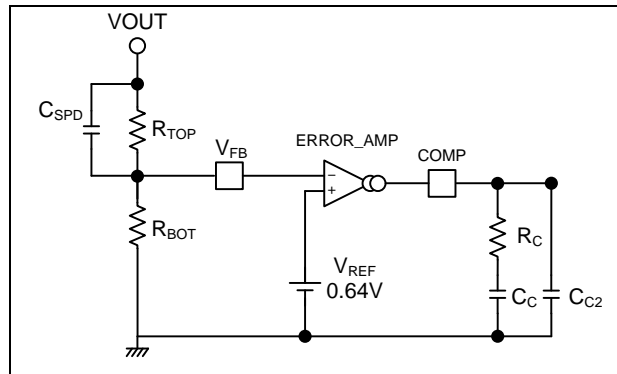 VOUT
CSPD
RTOP
VFB
ERROR_AMP
COMP
−
+
RBOT
RC
VREF
0.64V
CC
CC2